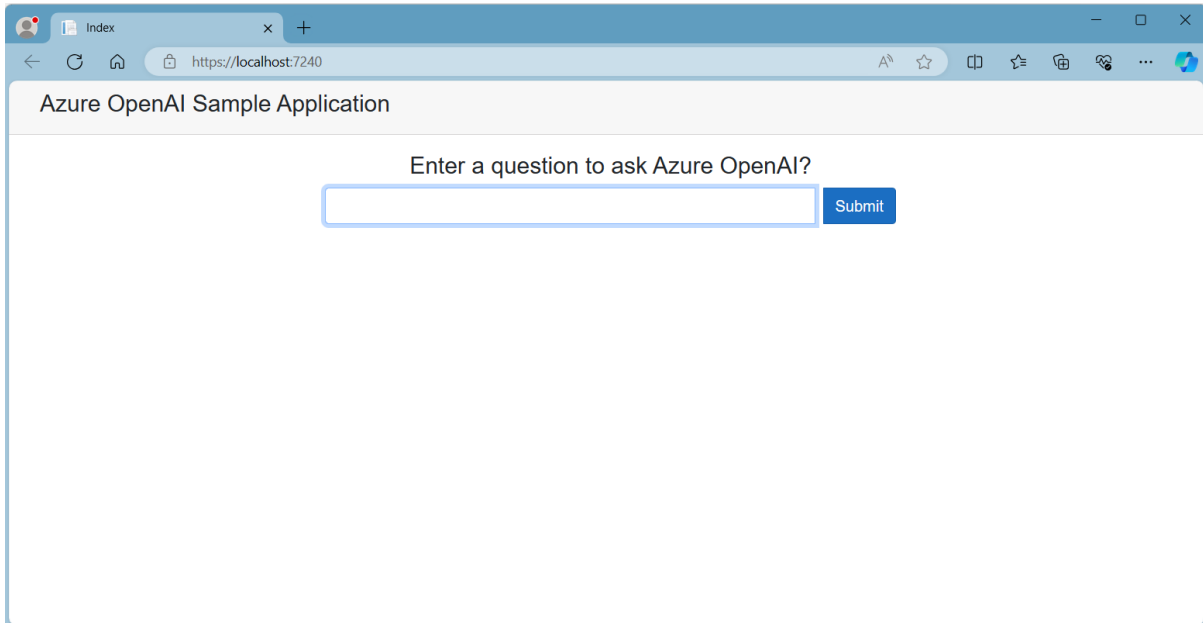 Index
https://localhost:7240
Azure OpenAI Sample Application
Enter a question to ask Azure OpenAI?
Submit